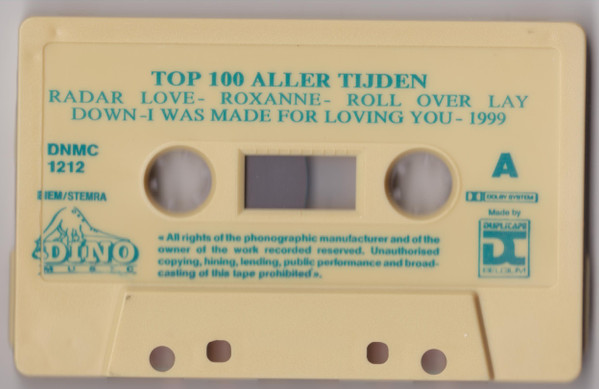 TOP 100 ALLER TIJDEN
RADAR LOVE- ROXANNE- ROLL OVER LAY
DOWN-I WAS MADE FOR LOVING YOU-1999
DNMC
1212
A
BIEM/STEMRA
DOLBY SYSTEM
Made by
DUPLICAPE
DC
BELGIUM
DINO
MUSIC
« All rights of the phonographic manufacturer and of the
owner of the work recorded reserved. Unauthorised
copying, hining, lending, public performance and broad-
casting of this tape prohibited ».